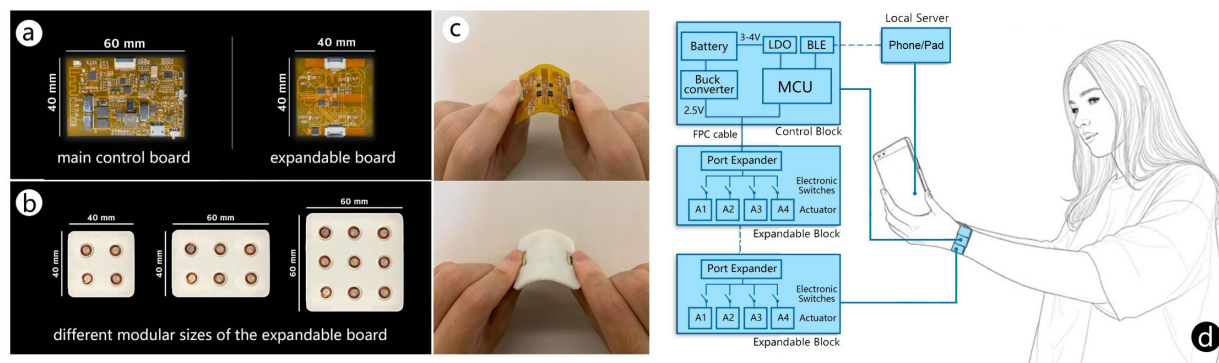 a
60 mm
40 mm
40 mm
40 mm
main control board
expandable board
b
40 mm
40 mm
60 mm
40 mm
60 mm
60 mm
different modular sizes of the expandable board
c
Battery
3-4V
LDO
BLE
Buck
converter
MCU
2.5V
FPC cable
Control Block
Local Server
Phone/Pad
Port Expander
Electronic
Switches
A1 A2 A3 A4 Actuator
Expandable Block
Port Expander
Electronic
Switches
A1 A2 A3 A4 Actuator
Expandable Block
d